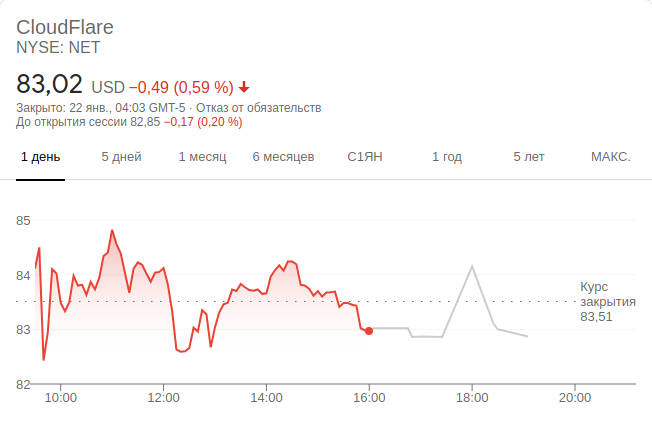 CloudFlare
NYSE: NET
83,02 USD −0,49 (0,59 %)
Закрыто: 22 янв., 04:03 GMT-5 · Отказ от обязательств
До открытия сессии 82,85 −0,17 (0,20 %)
1 день 5 дней 1 месяц 6 месяцев С1ЯН 1 год 5 лет МАКС.
85
84
Курс
закрытия
83,51
83
82
10:00 12:00 14:00 16:00 18:00 20:00